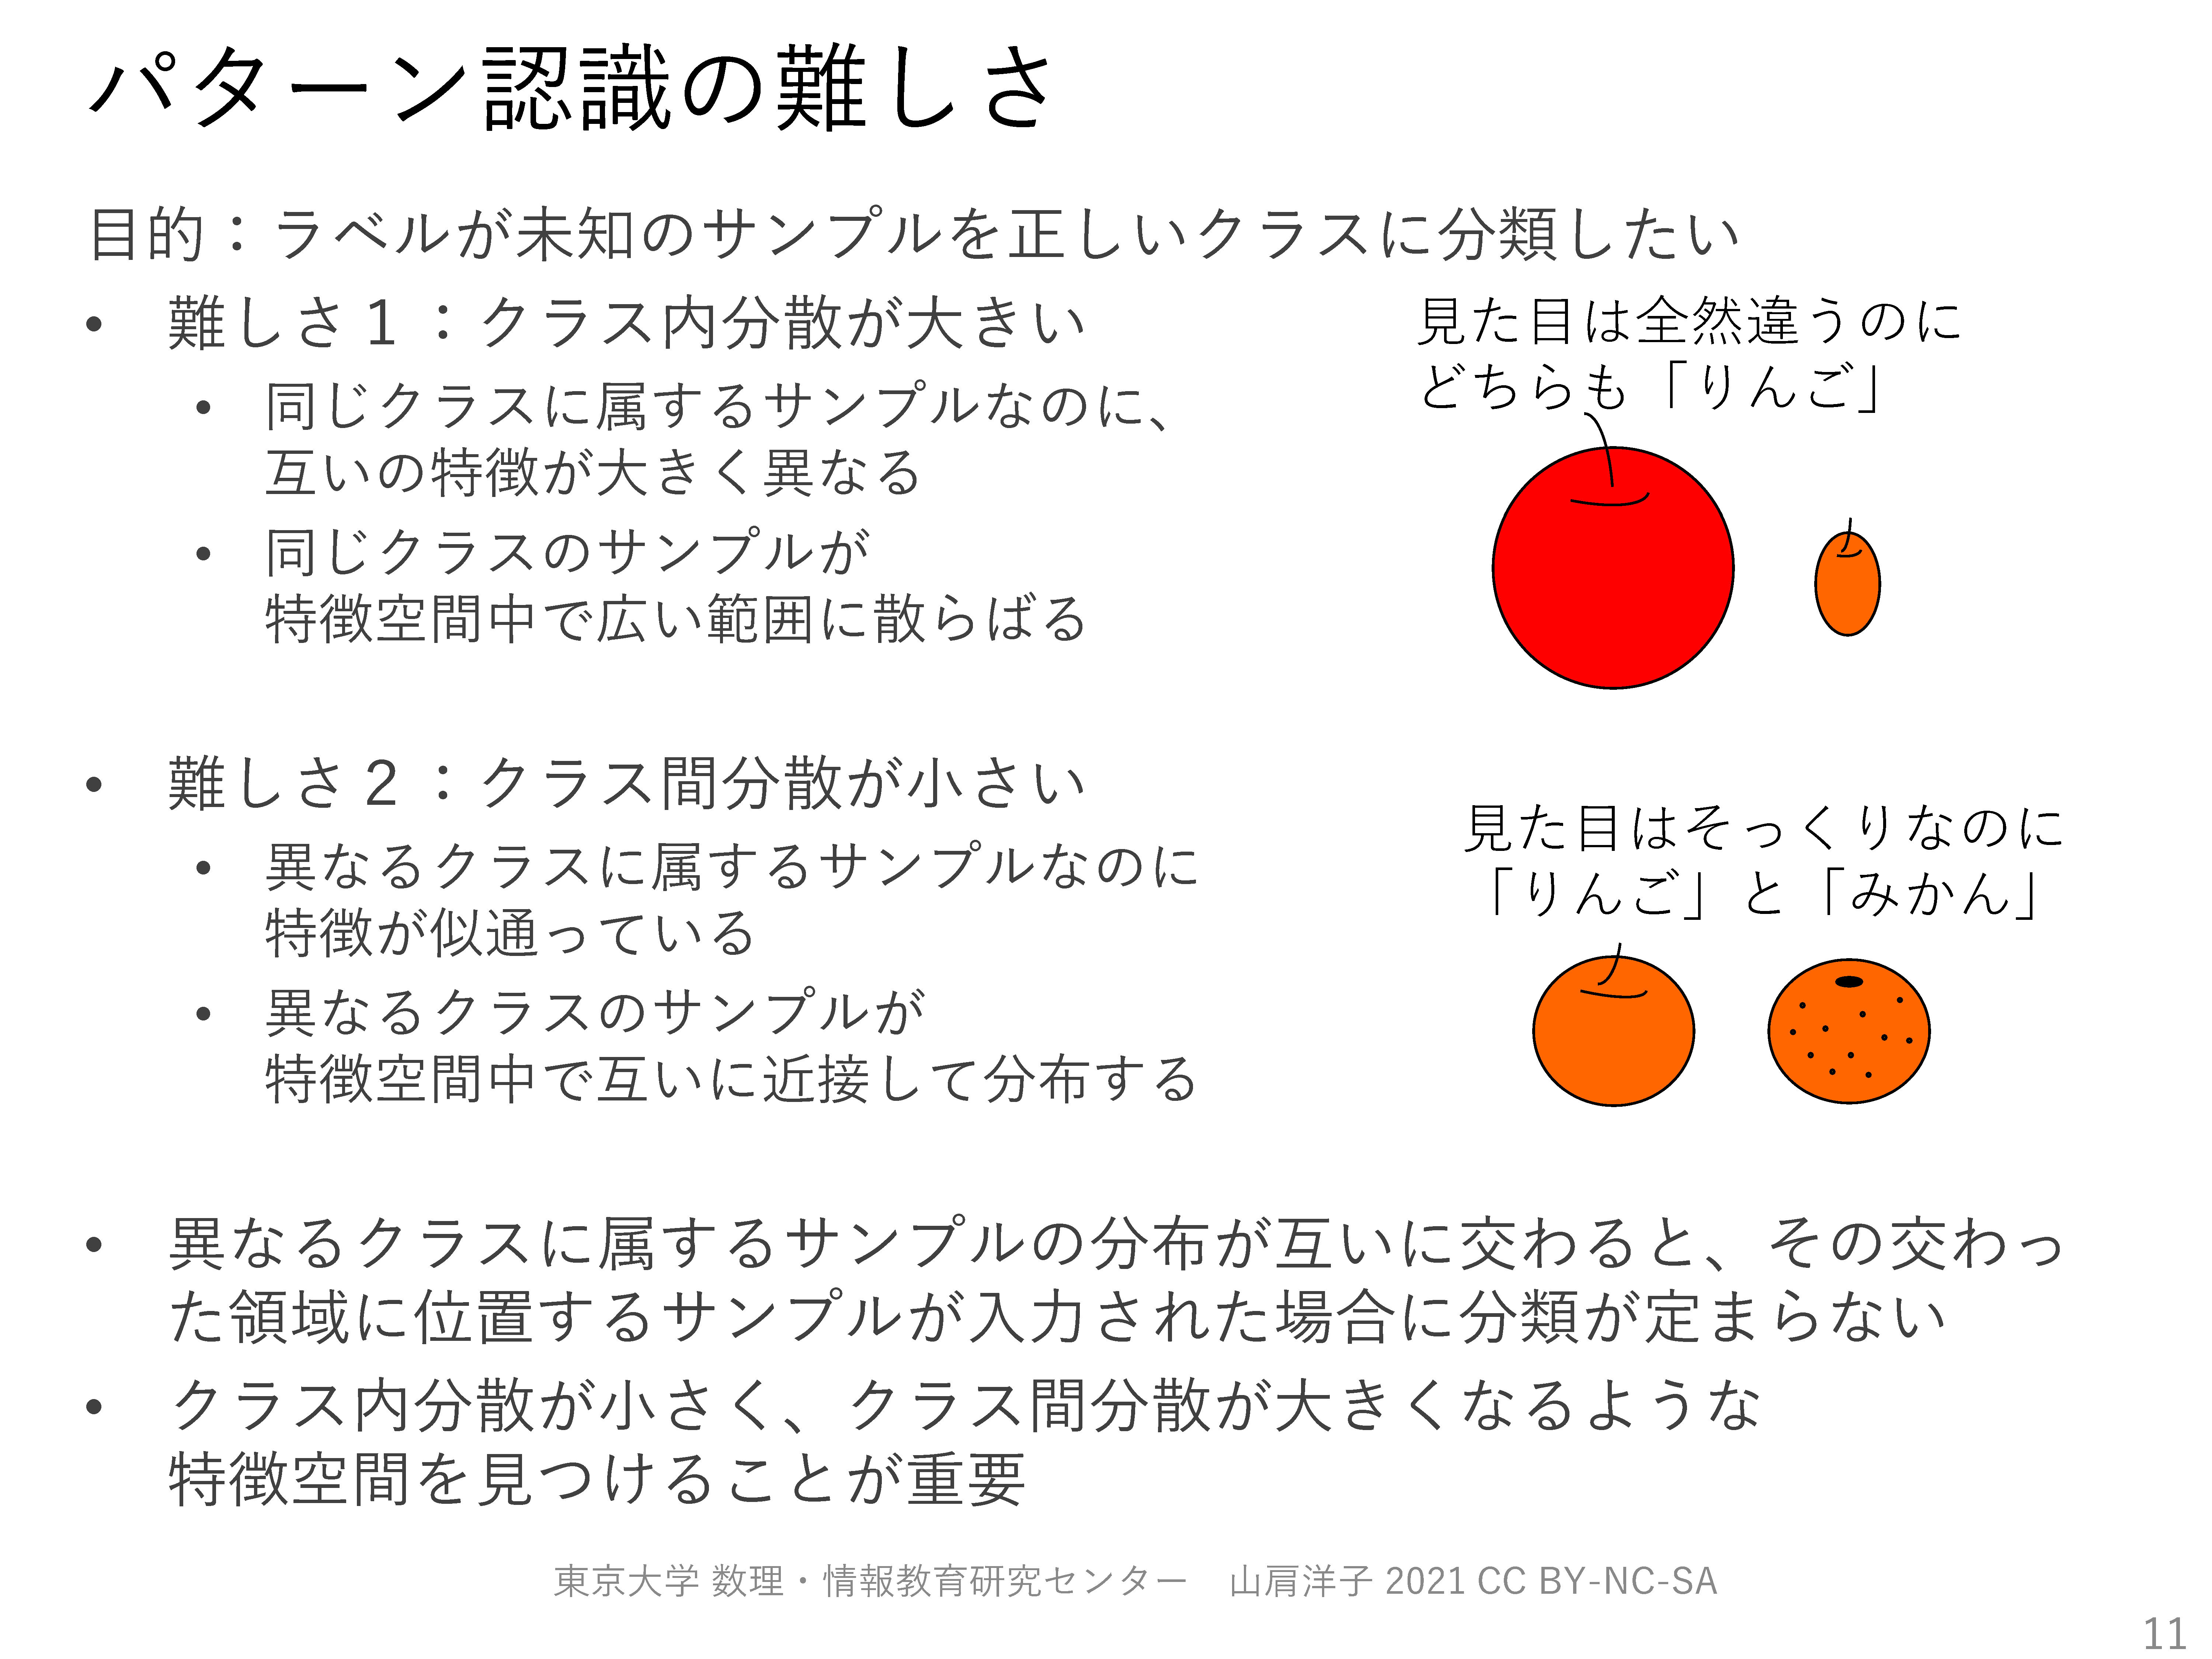 パターン認識の難しさ
目的：ラベルが未知のサンプルを正しいクラスに分類したい
• 難しさ1：クラス内分散が大きい
• 同じクラスに属するサンプルなのに、
互いの特徴が大きく異なる
• 同じクラスのサンプルが
特徴空間中で広い範囲に散らばる
見た目は全然違うのに
どちらも「りんご」
• 難しさ2：クラス間分散が小さい
• 異なるクラスに属するサンプルなのに
特徴が似通っている
• 異なるクラスのサンプルが
特徴空間中で互いに近接して分布する
見た目はそっくりなのに
「りんご」と「みかん」
• 異なるクラスに属するサンプルの分布が互いに交わると、その交わっ
た領域に位置するサンプルが入力された場合に分類が定まらない
• クラス内分散が小さく、クラス間分散が大きくなるような
特徴空間を見つけることが重要
東京大学 数理・情報教育研究センター　山肩洋子 2021 CC BY-NC-SA
11